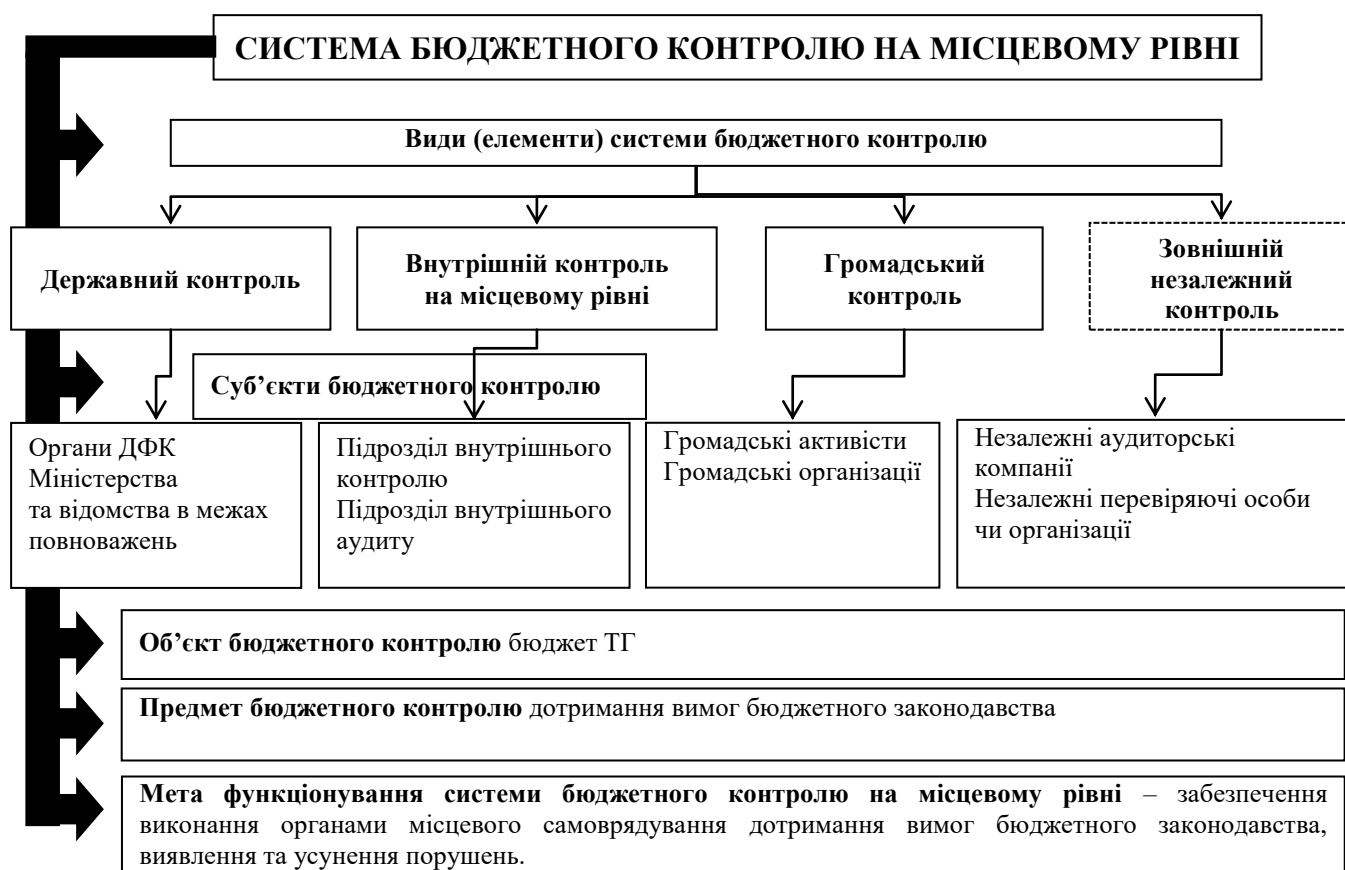 СИСТЕМА БЮДЖЕТНОГО КОНТРОЛЮ НА МІСЦЕВОМУ РІВНІ
Види (елементи) системи бюджетного контролю
Державний контроль
Внутрішній контроль
на місцевому рівні
Громадський
контроль
Зовнішній
незалежний
контроль
Суб’єкти бюджетного контролю
Органи ДФК
Міністерства
та відомства в межах
повноважень
Підрозділ внутрішнього
контролю
Підрозділ внутрішнього
аудиту
Громадські активісти
Громадські організації
Незалежні аудиторські
компанії
Незалежні перевіряючі особи
чи організації
Об’єкт бюджетного контролю бюджет ТГ
Предмет бюджетного контролю дотримання вимог бюджетного законодавства
Мета функціонування системи бюджетного контролю на місцевому рівні – забезпечення
виконання органами місцевого самоврядування дотримання вимог бюджетного законодавства,
виявлення та усунення порушень.